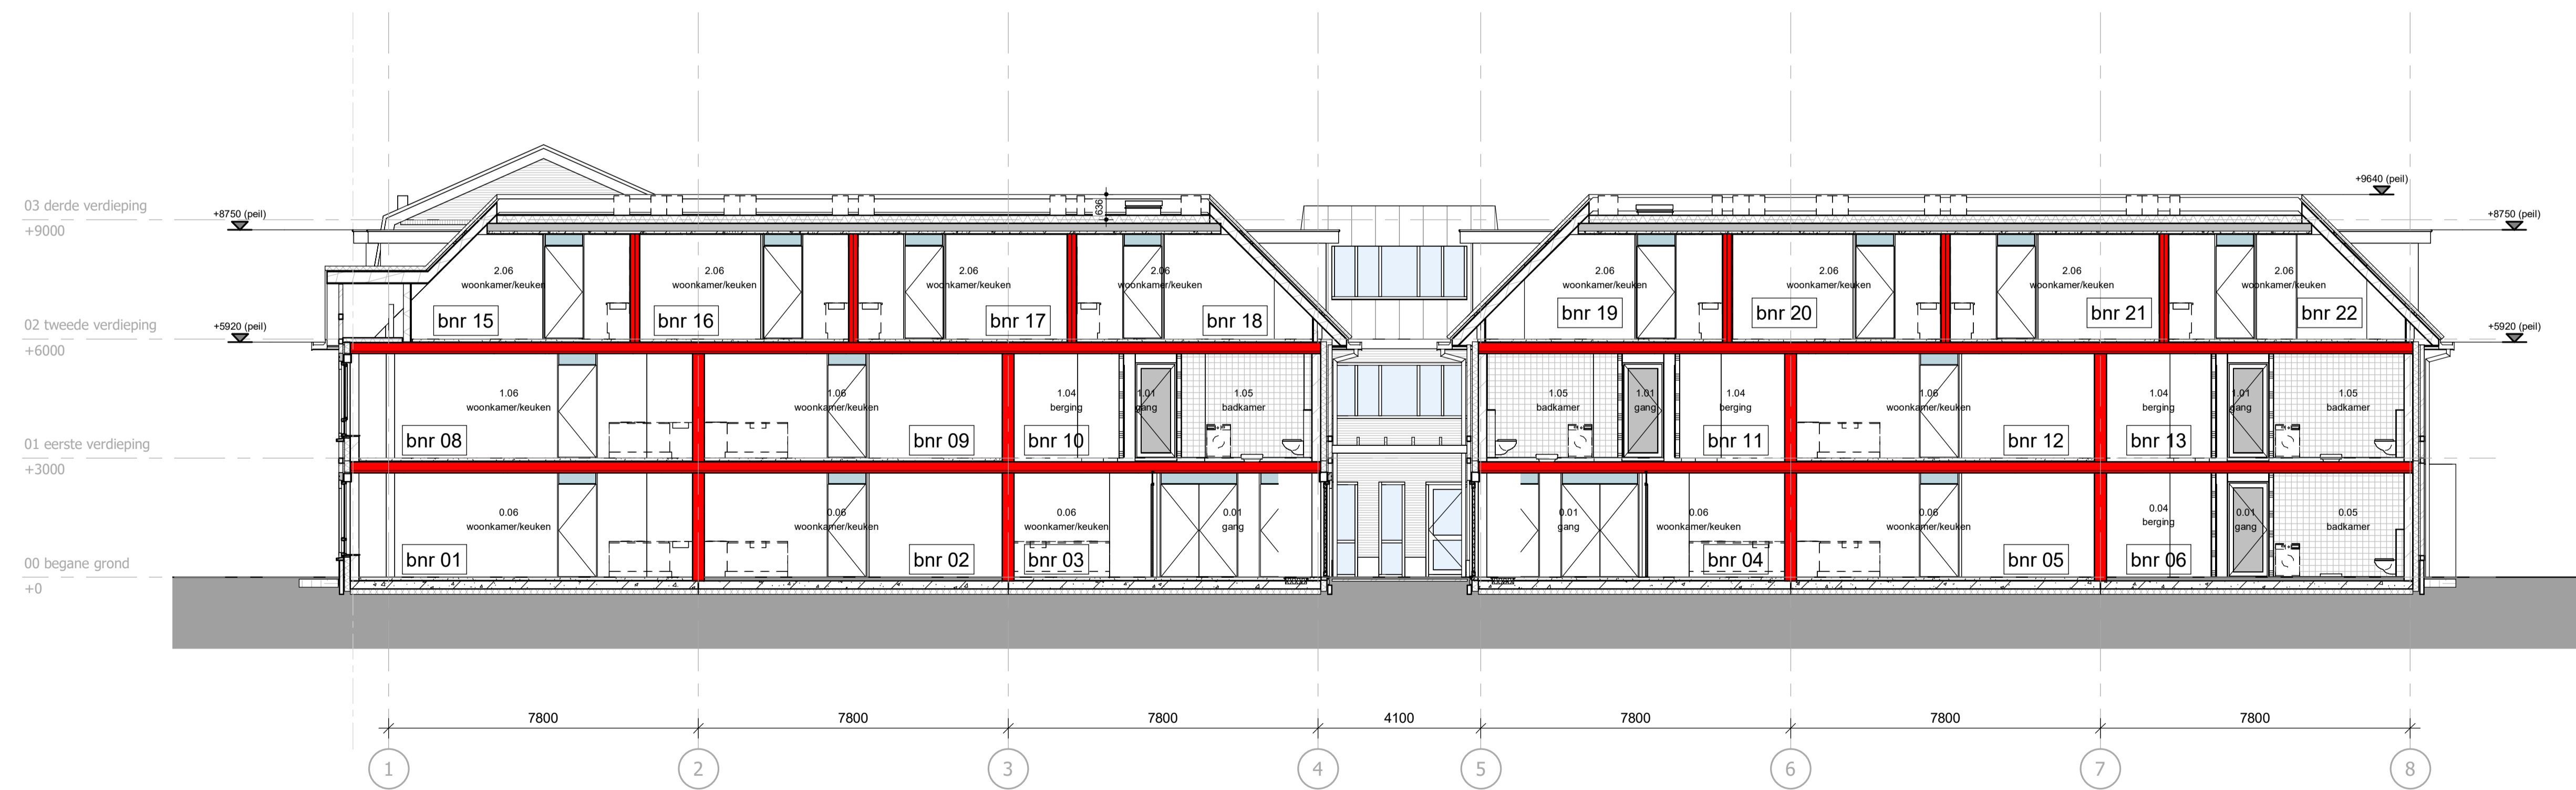 +9640 (peil)
03 derde verdieping
+9000
+8750 (peil)
636
+8750 (peil)
2.06
woonkamer/keuken
2.06
woonkamer/keuken
2.06
woonkamer/keuken
2.06
woonkamer/keuken
2.06
woonkamer/keuken
2.06
woonkamer/keuken
2.06
woonkamer/keuken
2.06
woonkamer/keuken
bnr 15
bnr 16
bnr 17
bnr 18
bnr 19
bnr 20
bnr 21
bnr 22
02 tweede verdieping
+6000
+5920 (peil)
+5920 (peil)
1.06
woonkamer/keuken
1.06
woonkamer/keuken
1.04
berging
1.01
gang
1.05
badkamer
1.05
badkamer
1.01
gang
1.04
berging
1.06
woonkamer/keuken
1.04
berging
1.01
gang
1.05
badkamer
bnr 08
bnr 09
bnr 10
bnr 11
bnr 12
bnr 13
01 eerste verdieping
+3000
0.06
woonkamer/keuken
0.06
woonkamer/keuken
0.06
woonkamer/keuken
0.01
gang
0.01
gang
0.06
woonkamer/keuken
0.06
woonkamer/keuken
0.04
berging
0.01
gang
0.05
badkamer
bnr 01
bnr 02
bnr 03
bnr 04
bnr 05
bnr 06
00 begane grond
+0
7800
7800
7800
4100
7800
7800
7800
1
2
3
4
5
6
7
8